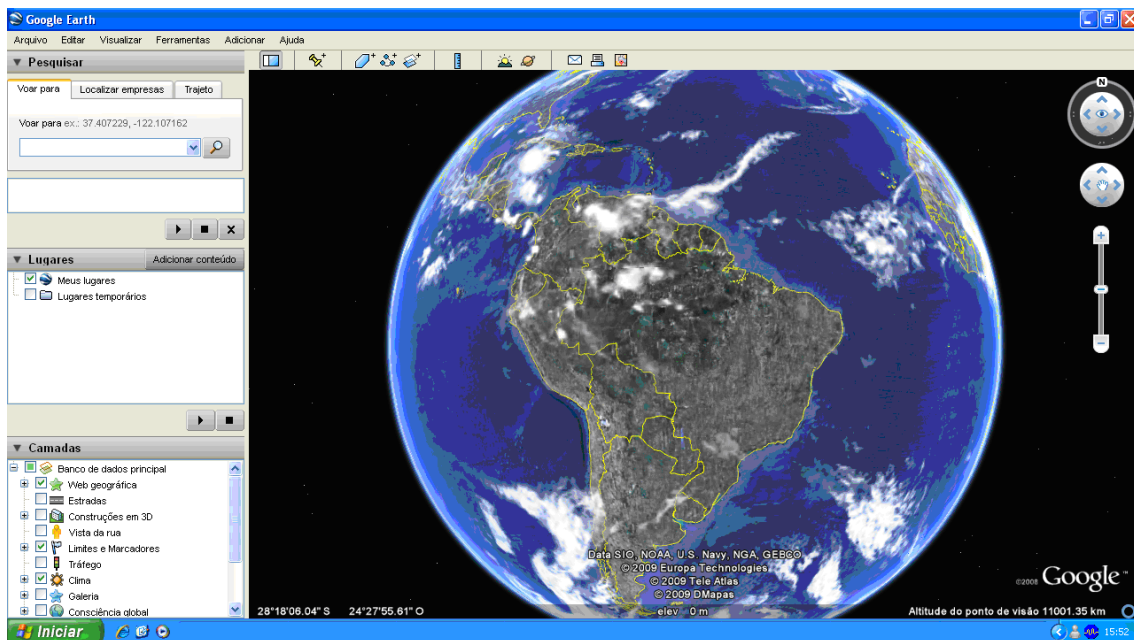 Google Earth
Arquivo Editar Visualizar Ferramentas Adicionar Ajuda
Pesquisar
Voar para Localizar empresas Trajeto
Voar para ex.: 37.407229, -122.107162
Lugares Adicionar conteúdo
Meus lugares
Lugares temporários
Camadas
Banco de dados principal
Web geográfica
Estradas
Construções em 3D
Vista da rua
Limites e Marcadores
Tráfego
Clima
Galeria
Consciência global
N
Data SIO, NOAA, U.S. Navy, NGA, GEBCO
© 2009 Europa Technologies
© 2009 Tele Atlas
© 2009 DMapas
©2008 Google™
28°18'06.04" S 24°27'55.61" O elev 0 m Altitude do ponto de visão 11001.35 km
Iniciar 15:52